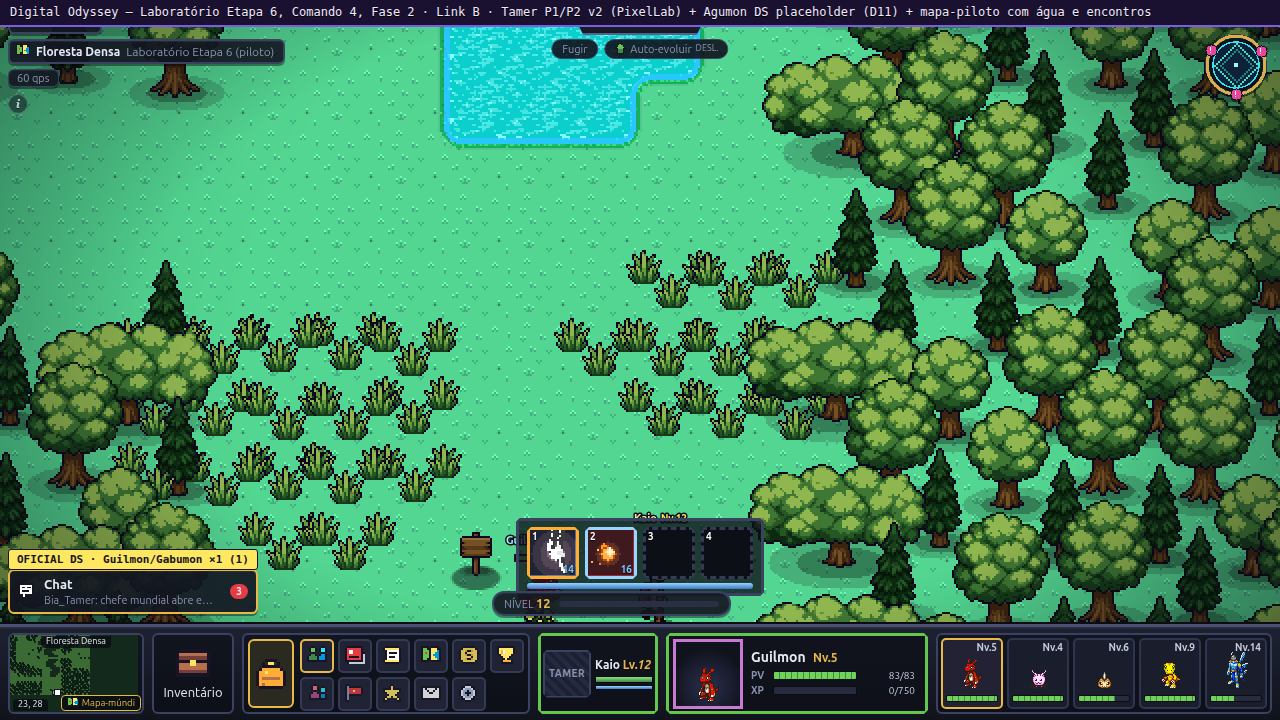 Digital Odyssey — Laboratório Etapa 6, Comando 4, Fase 2 · Link B · Tamer P1/P2 v2 (PixelLab) + Agumon DS placeholder (D11) + mapa-piloto com água e encontros
Floresta Densa Laboratório Etapa 6 (piloto)
Fugir
Auto-evoluir DESL.
60 qps
i
Kaio Nv.12
1
14
2
16
3
4
NÍVEL 12
OFICIAL DS · Guilmon/Gabumon ×1 (1)
Chat
Bia_Tamer: chefe mundial abre e...
3
Floresta Densa
23, 28
Mapa-múndi
Inventário
TAMER
Kaio Lv.12
Guilmon Nv.5
PV 83/83
XP 0/750
Nv.5
Nv.4
Nv.6
Nv.9
Nv.14